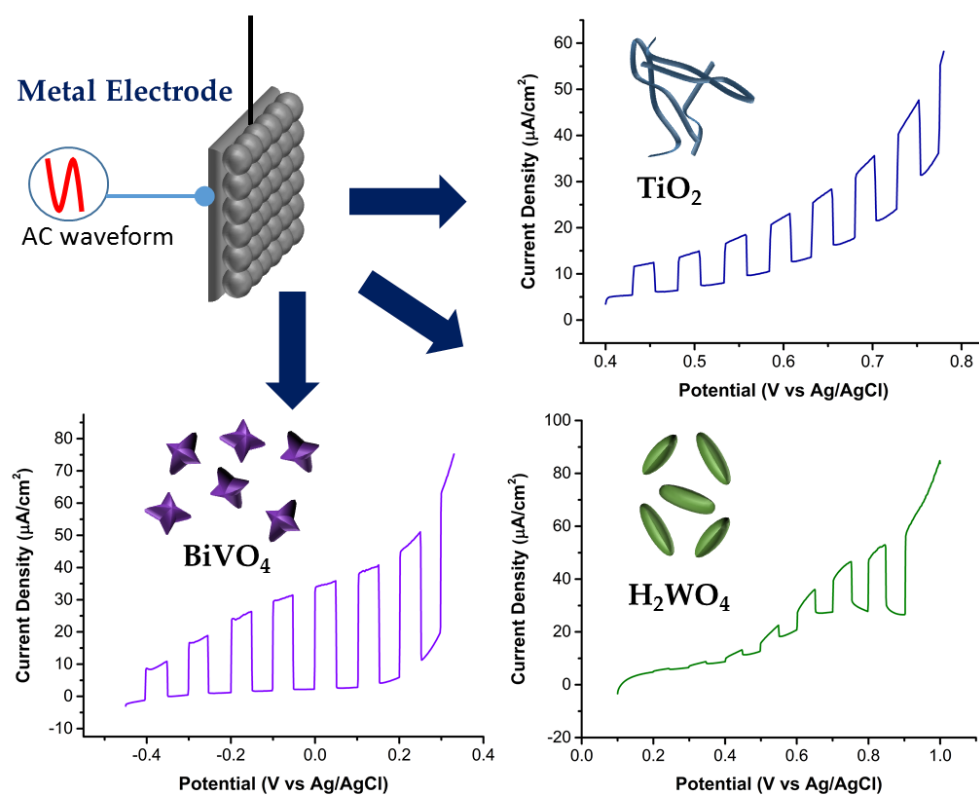 Metal Electrode
AC waveform
Current Density (μA/cm²)
60
50
40
30
20
10
0
TiO₂
0.4 0.5 0.6 0.7 0.8
Potential (V vs Ag/AgCl)
Current Density (μA/cm²)
80
70
60
50
40
30
20
10
0
-10
BiVO₄
-0.4 -0.2 0.0 0.2 0.4
Potential (V vs Ag/AgCl)
Current Density (μA/cm²)
100
80
60
40
20
0
-20
H₂WO₄
0.2 0.4 0.6 0.8 1.0
Potential (V vs Ag/AgCl)